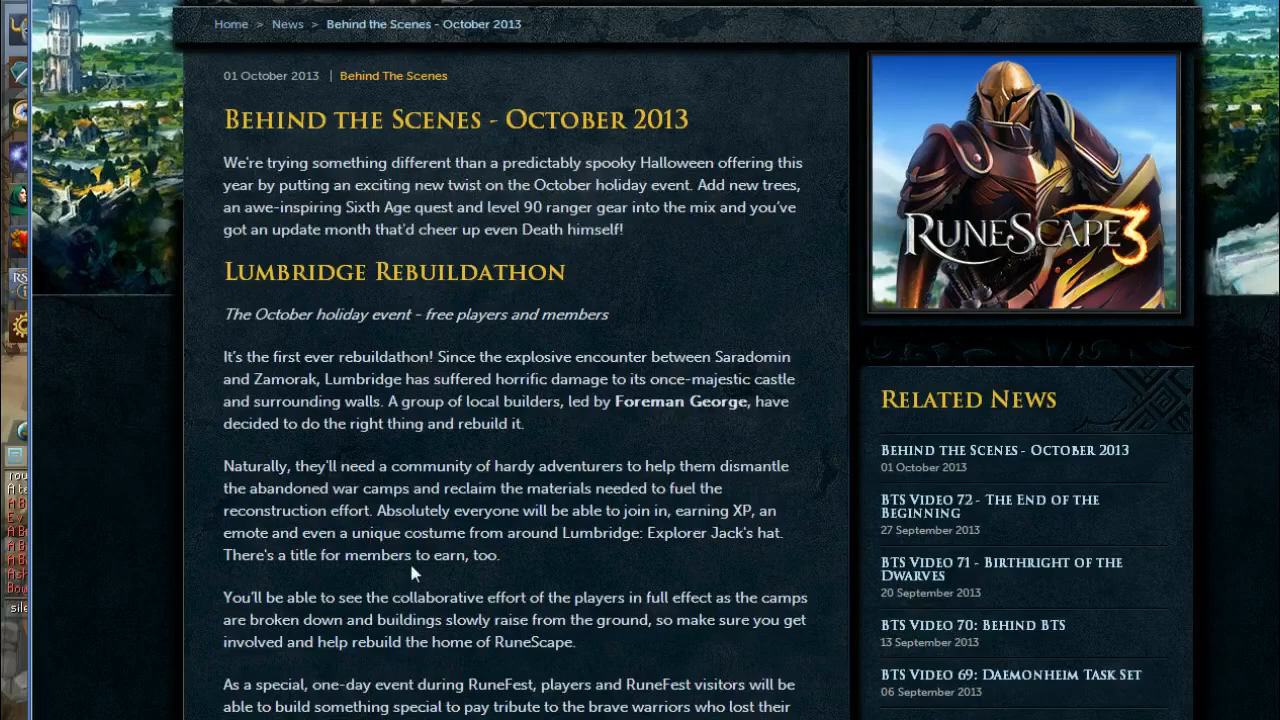 Home > News > Behind the Scenes - October 2013
01 October 2013 | Behind The Scenes
Behind the Scenes - October 2013
We're trying something different than a predictably spooky Halloween offering this
year by putting an exciting new twist on the October holiday event. Add new trees,
an awe-inspiring Sixth Age quest and level 90 ranger gear into the mix and you've
got an update month that'd cheer up even Death himself!
Lumbridge Rebuildathon
The October holiday event - free players and members
It's the first ever rebuildathon! Since the explosive encounter between Saradomin
and Zamorak, Lumbridge has suffered horrific damage to its once-majestic castle
and surrounding walls. A group of local builders, led by Foreman George, have
decided to do the right thing and rebuild it.
Naturally, they'll need a community of hardy adventurers to help them dismantle
the abandoned war camps and reclaim the materials needed to fuel the
reconstruction effort. Absolutely everyone will be able to join in, earning XP, an
emote and even a unique costume from around Lumbridge: Explorer Jack's hat.
There's a title for members to earn, too.
You'll be able to see the collaborative effort of the players in full effect as the camps
are broken down and buildings slowly raise from the ground, so make sure you get
involved and help rebuild the home of RuneScape.
As a special, one-day event during RuneFest, players and RuneFest visitors will be
able to build something special to pay tribute to the brave warriors who lost their
RuneScape 3
Related News
Behind the Scenes - October 2013
01 October 2013
BTS Video 72 - The End of the
Beginning
27 September 2013
BTS Video 71 - Birthright of the
Dwarves
20 September 2013
BTS Video 70: Behind BTS
13 September 2013
BTS Video 69: Daemonheim Task Set
06 September 2013